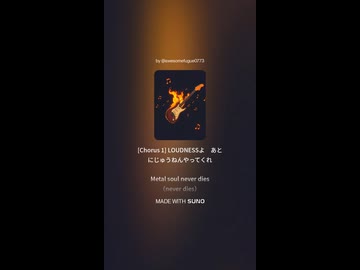 by @awesomefugue0773
[Chorus 1] LOUDNESSよ　あと
にじゅうねんやってくれ
Metal soul never dies
(never dies)
MADE WITH SUNO